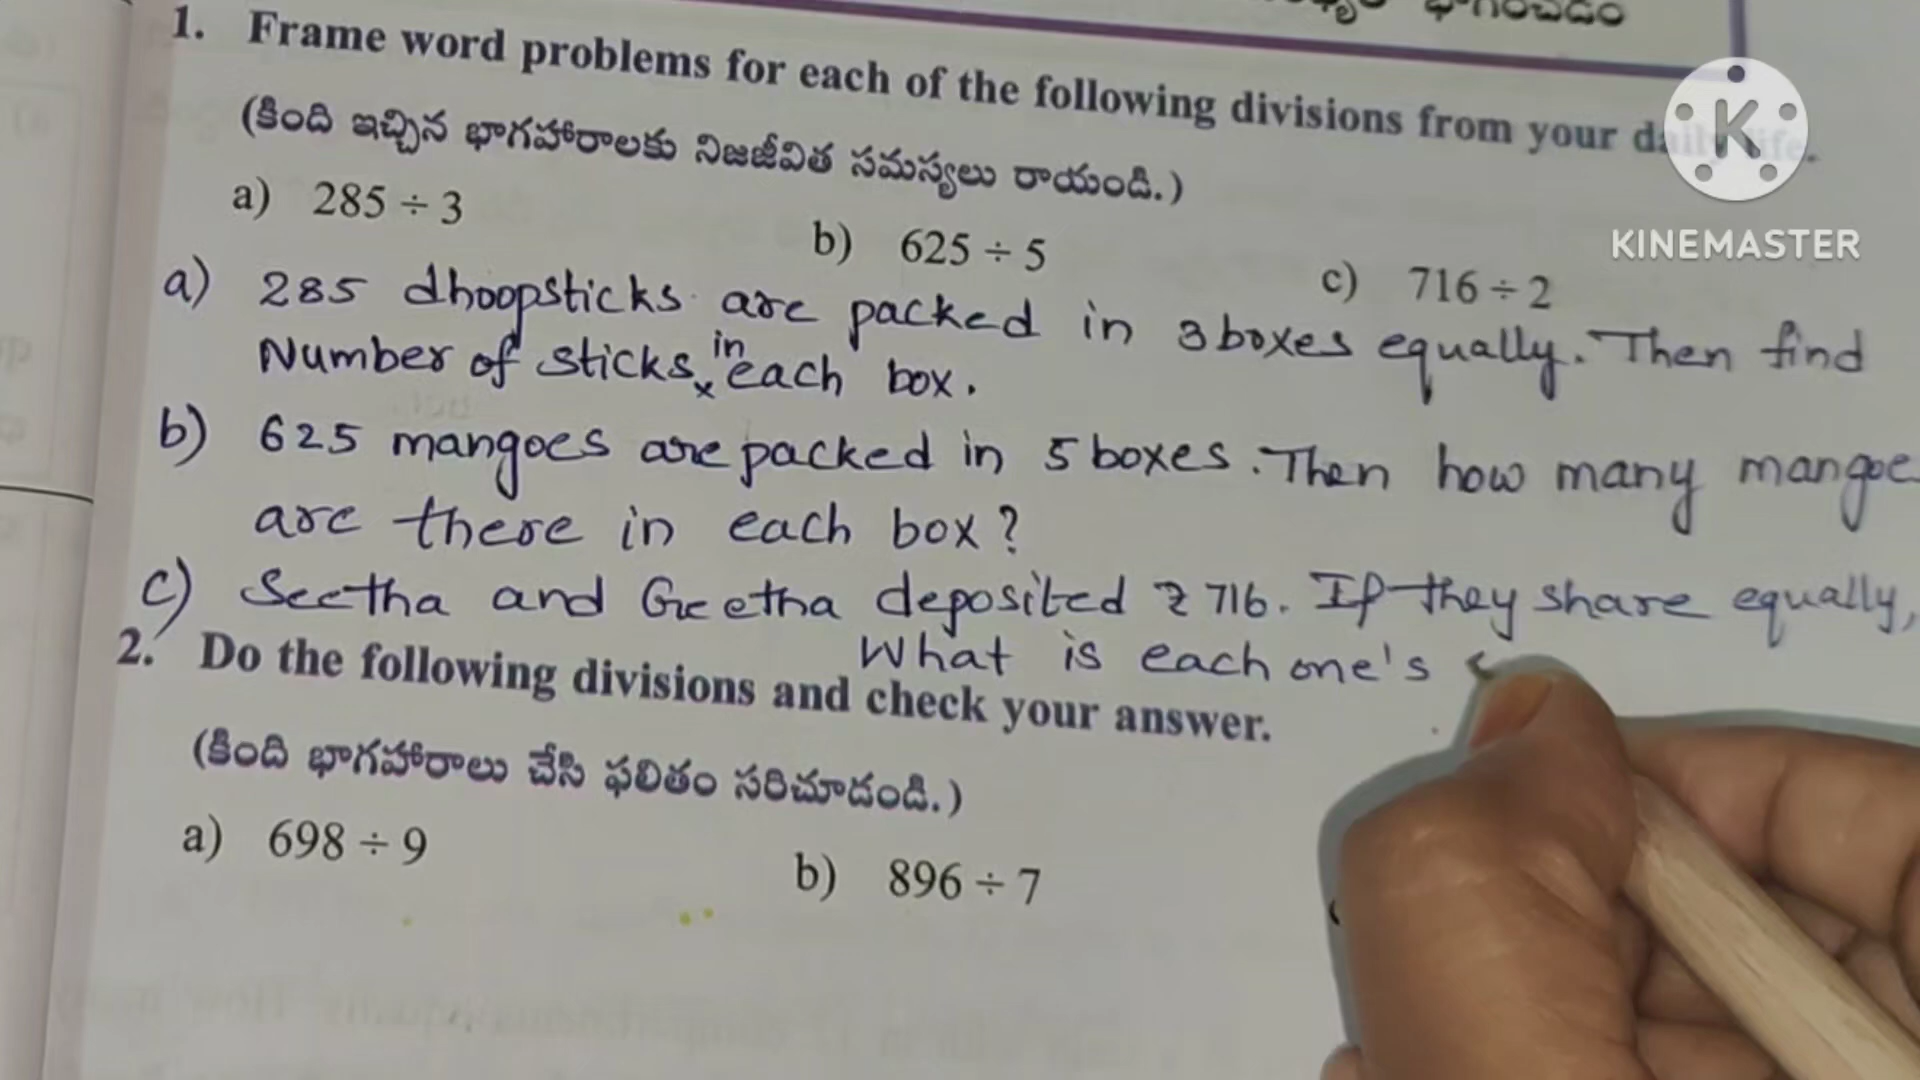 భాగించడం
1. Frame word problems for each of the following divisions from your daily life.
(కింది ఇచ్చిన భాగహారాలకు నిజజీవిత సమస్యలు రాయండి.)
a) 285 ÷ 3 b) 625 ÷ 5 c) 716 ÷ 2
a) 285 dhoopsticks are packed in 3 boxes equally. Then find
Number of sticks in each box.
b) 625 mangoes are packed in 5 boxes. Then how many mangoe
are there in each box?
c) Seetha and Geetha deposited ₹ 716. If they share equally,
What is each one's
2. Do the following divisions and check your answer.
(కింది భాగహారాలు చేసి ఫలితం సరిచూడండి.)
a) 698 ÷ 9 b) 896 ÷ 7
K
KINEMASTER